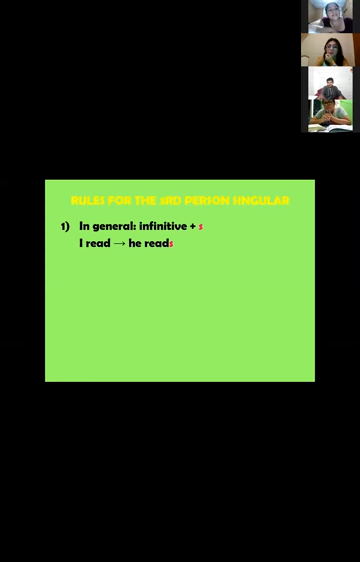 RULES FOR THE 3RD PERSON SINGULAR
1) In general: infinitive + s
I read → he reads